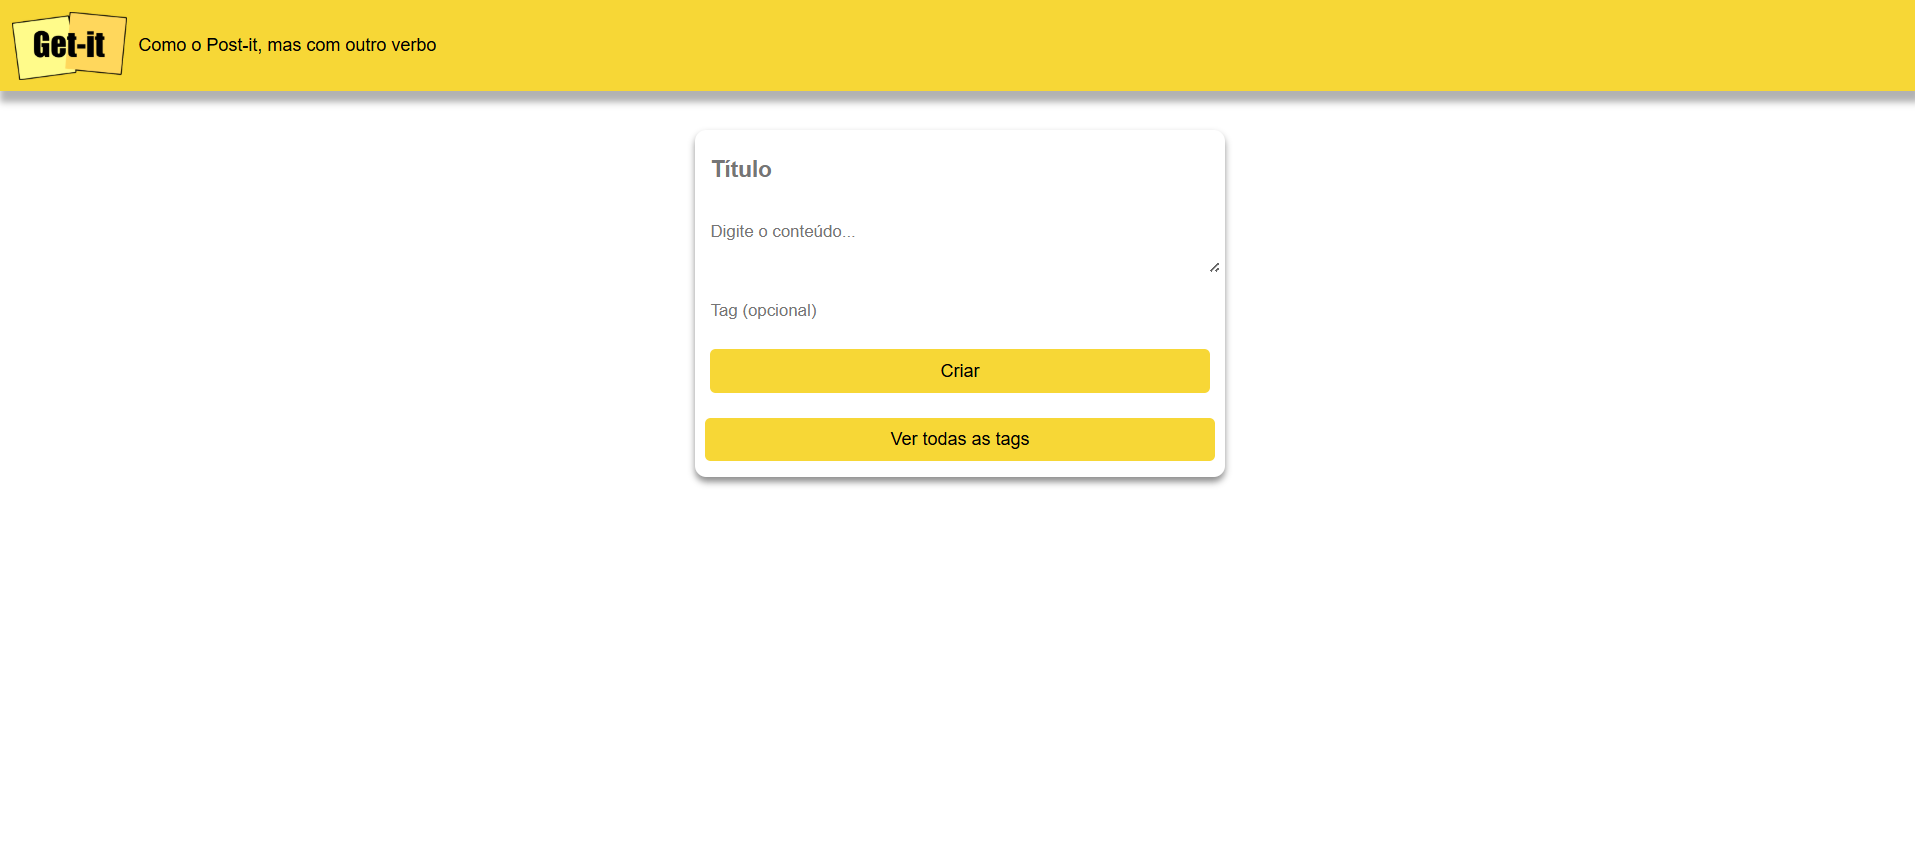 Get-it
Como o Post-it, mas com outro verbo
Título
Digite o conteúdo...
Tag (opcional)
Criar
Ver todas as tags